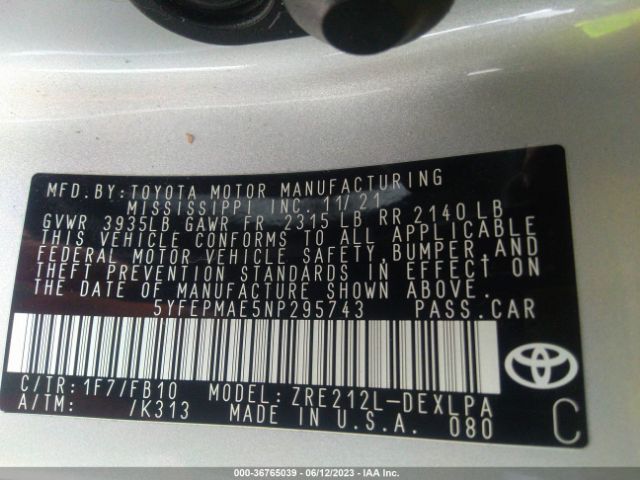 MFD. BY: TOYOTA MOTOR MANUFACTURING
MISSISSIPPI INC. 11/21
GVWR 3935LB GAWR FR 2315 LB RR 2140 LB
THIS VEHICLE CONFORMS TO ALL APPLICABLE
FEDERAL MOTOR VEHICLE SAFETY, BUMPER, AND
THEFT PREVENTION STANDARDS IN EFFECT ON
THE DATE OF MANUFACTURE SHOWN ABOVE.
5YFEPMAE5NP295743 PASS. CAR
C/TR: 1F7/FB10 MODEL: ZRE212L-DEXLPA
A/TM: /K313 MADE IN U.S.A. 080 C
000-36765039 - 06/12/2023 - IAA Inc.